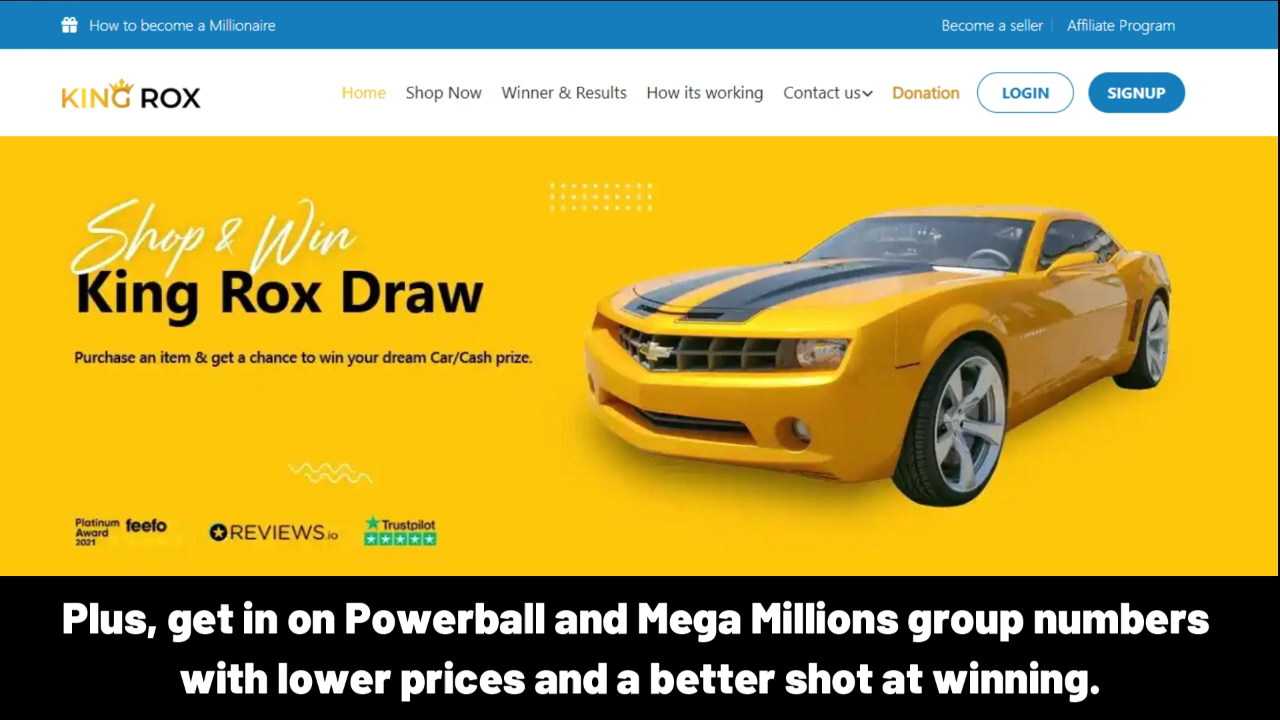 How to become a Millionaire
Become a seller
Affiliate Program
KING ROX
Home
Shop Now
Winner & Results
How its working
Contact us
Donation
LOGIN
SIGNUP
Shop & Win
King Rox Draw
Purchase an item & get a chance to win your dream Car/Cash prize.
Platinum
Award
2021
feefo
REVIEWS.io
Trustpilot
Plus, get in on Powerball and Mega Millions group numbers
with lower prices and a better shot at winning.